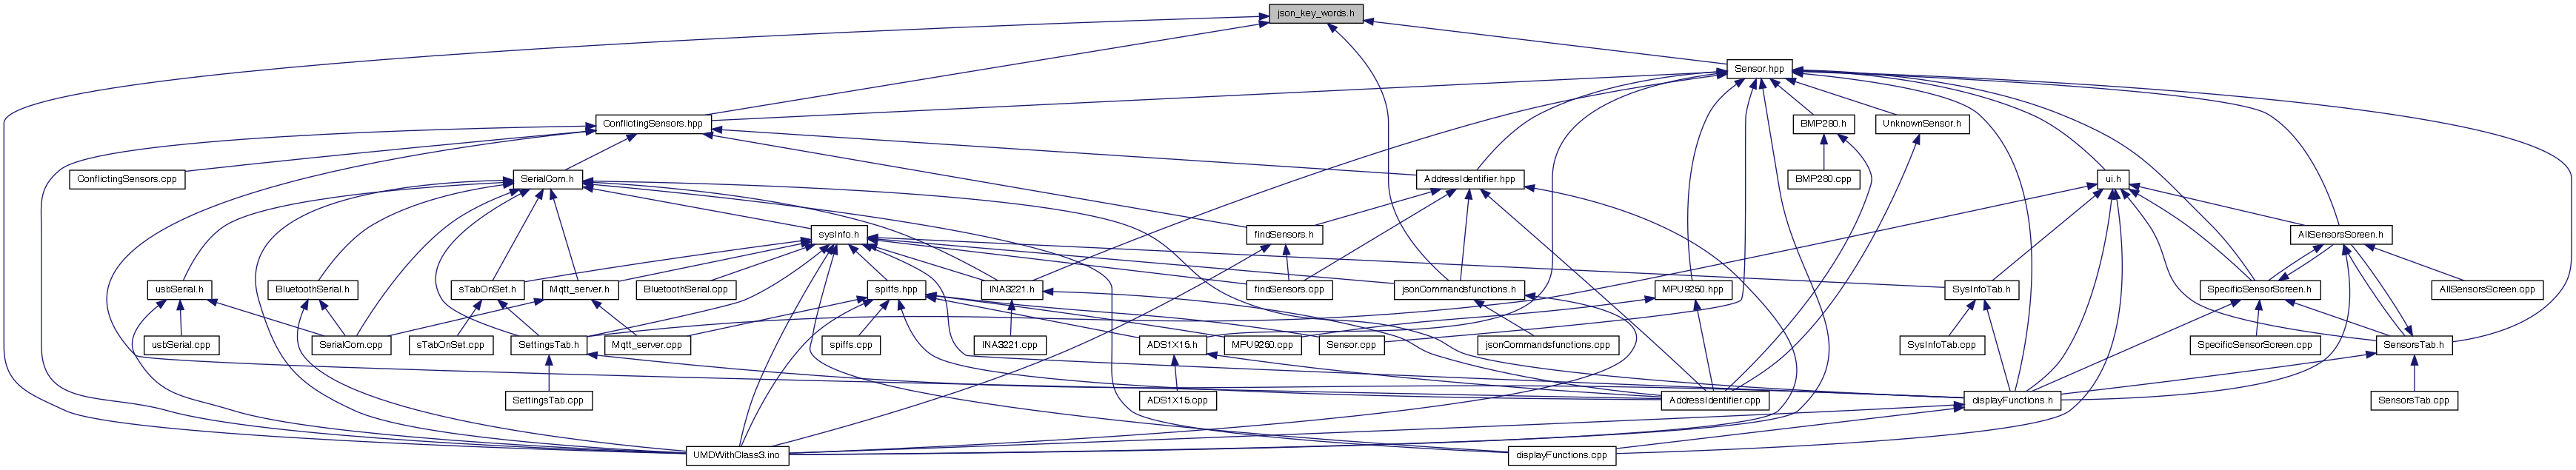 json_key_words.h
Sensor.hpp
ConflictingSensors.hpp
BMP280.h
UnknownSensor.h
ConflictingSensors.cpp
SerialCom.h
AddressIdentifier.hpp
BMP280.cpp
ui.h
sysInfo.h
findSensors.h
AllSensorsScreen.h
usbSerial.h
BluetoothSerial.h
sTabOnSet.h
Mqtt_server.h
BluetoothSerial.cpp
spiffs.hpp
INA3221.h
findSensors.cpp
jsonCommandsfunctions.h
MPU9250.hpp
SysInfoTab.h
SpecificSensorScreen.h
AllSensorsScreen.cpp
usbSerial.cpp
SerialCom.cpp
sTabOnSet.cpp
SettingsTab.h
Mqtt_server.cpp
spiffs.cpp
INA3221.cpp
ADS1X15.h
MPU9250.cpp
Sensor.cpp
jsonCommandsfunctions.cpp
SysInfoTab.cpp
SpecificSensorScreen.cpp
SensorsTab.h
SettingsTab.cpp
ADS1X15.cpp
AddressIdentifier.cpp
displayFunctions.h
SensorsTab.cpp
UMDWithClass3.ino
displayFunctions.cpp